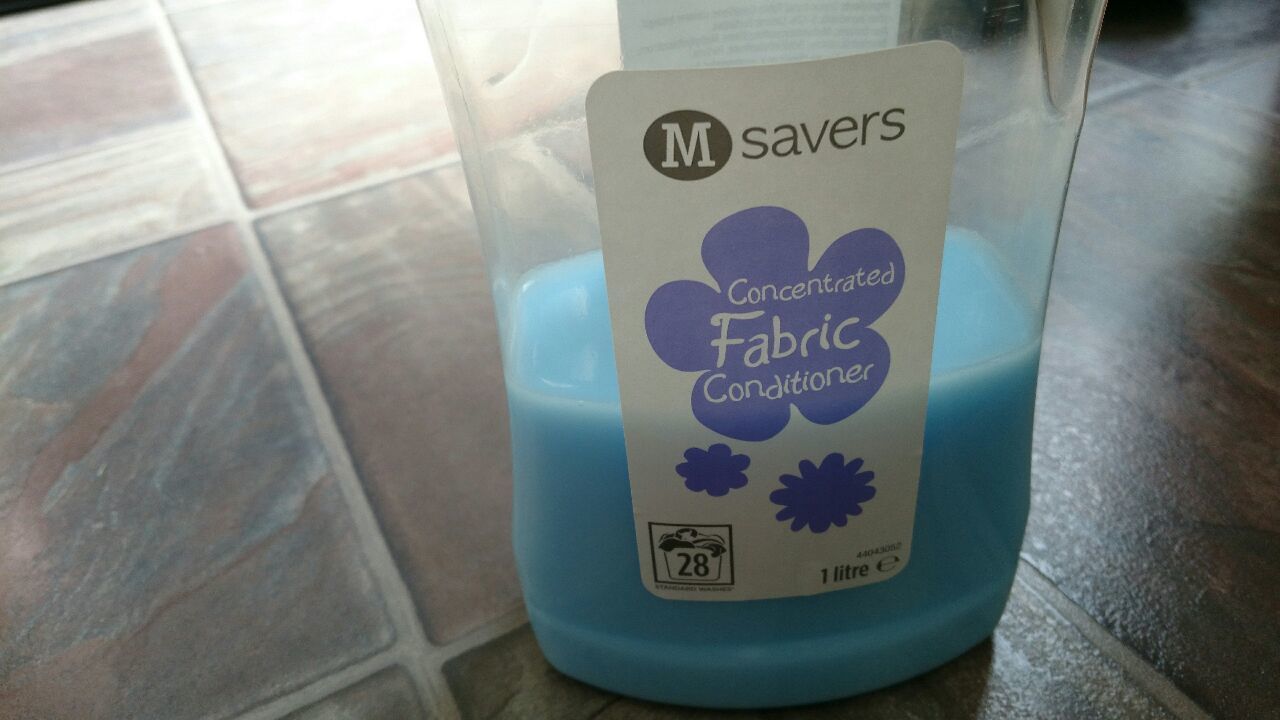 M savers
Concentrated
Fabric
Conditioner
28
STANDARD WASHES*
44043052
1 litre ℮